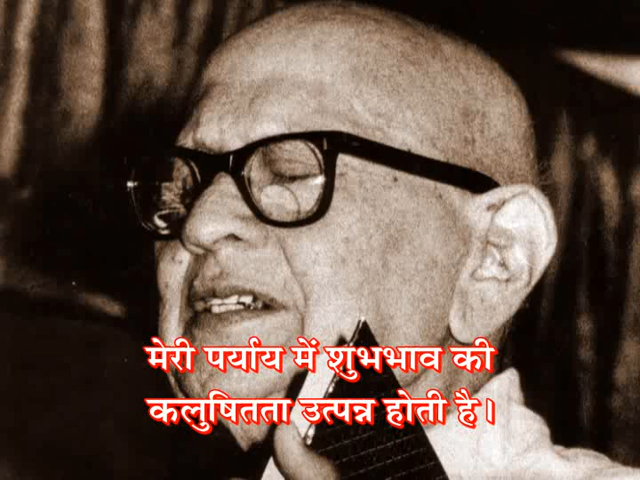 मेरी पर्याय में शुभभाव की
कलुषितता उत्पन्न होती है।